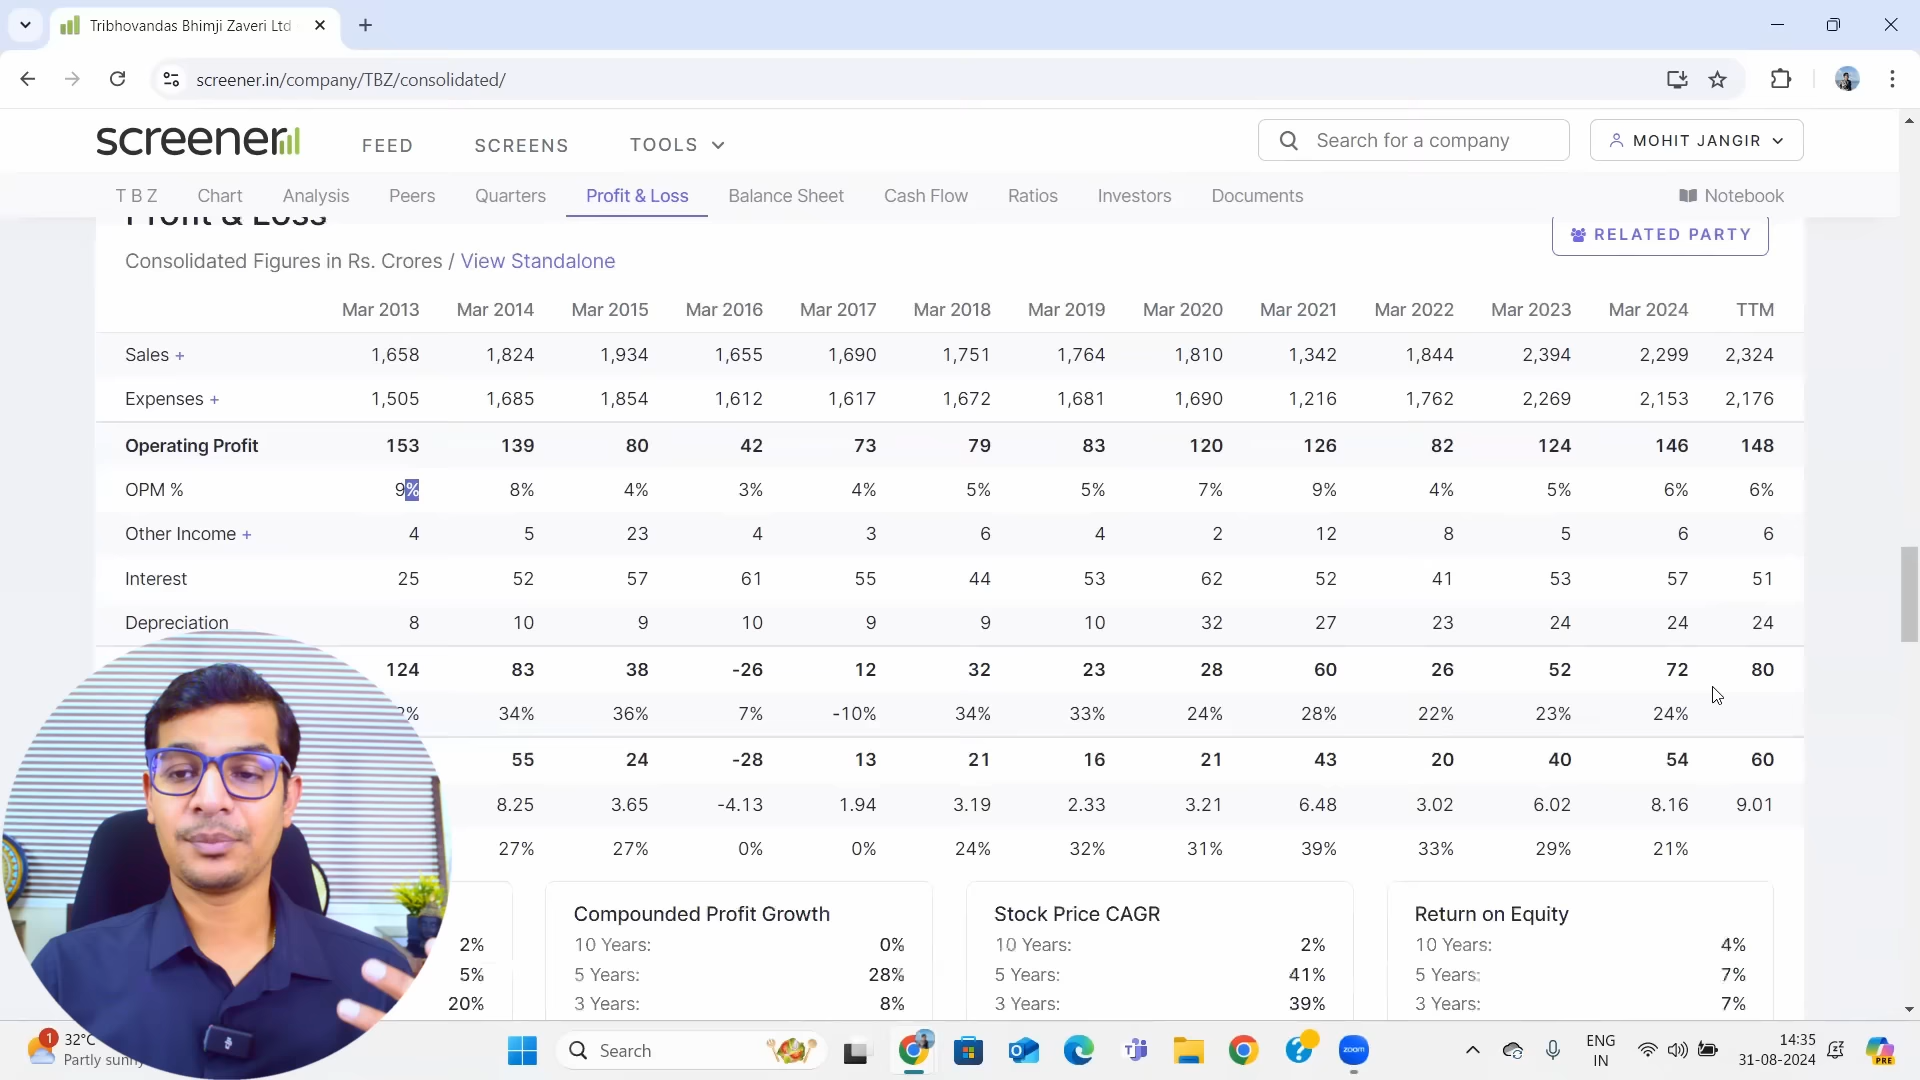 Tribhovandas Bhimji Zaveri Ltd
screener.in/company/TBZ/consolidated/
screener
FEED SCREENS TOOLS
Search for a company
MOHIT JANGIR
T B Z Chart Analysis Peers Quarters Profit & Loss Balance Sheet Cash Flow Ratios Investors Documents Notebook
Profit & Loss
RELATED PARTY
Consolidated Figures in Rs. Crores / View Standalone
Mar 2013 Mar 2014 Mar 2015 Mar 2016 Mar 2017 Mar 2018 Mar 2019 Mar 2020 Mar 2021 Mar 2022 Mar 2023 Mar 2024 TTM
Sales + 1,658 1,824 1,934 1,655 1,690 1,751 1,764 1,810 1,342 1,844 2,394 2,299 2,324
Expenses + 1,505 1,685 1,854 1,612 1,617 1,672 1,681 1,690 1,216 1,762 2,269 2,153 2,176
Operating Profit 153 139 80 42 73 79 83 120 126 82 124 146 148
OPM % 9% 8% 4% 3% 4% 5% 5% 7% 9% 4% 5% 6% 6%
Other Income + 4 5 23 4 3 6 4 2 12 8 5 6 6
Interest 25 52 57 61 55 44 53 62 52 41 53 57 51
Depreciation 8 10 9 10 9 9 10 32 27 23 24 24 24
124 83 38 -26 12 32 23 28 60 26 52 72 80
% 34% 36% 7% -10% 34% 33% 24% 28% 22% 23% 24%
55 24 -28 13 21 16 21 43 20 40 54 60
8.25 3.65 -4.13 1.94 3.19 2.33 3.21 6.48 3.02 6.02 8.16 9.01
27% 27% 0% 0% 24% 32% 31% 39% 33% 29% 21%
2%
5%
20%
Compounded Profit Growth
10 Years: 0%
5 Years: 28%
3 Years: 8%
Stock Price CAGR
10 Years: 2%
5 Years: 41%
3 Years: 39%
Return on Equity
10 Years: 4%
5 Years: 7%
3 Years: 7%
1
32°C
Partly sunny
Search
zoom
ENG
IN
14:35
31-08-2024
PRE